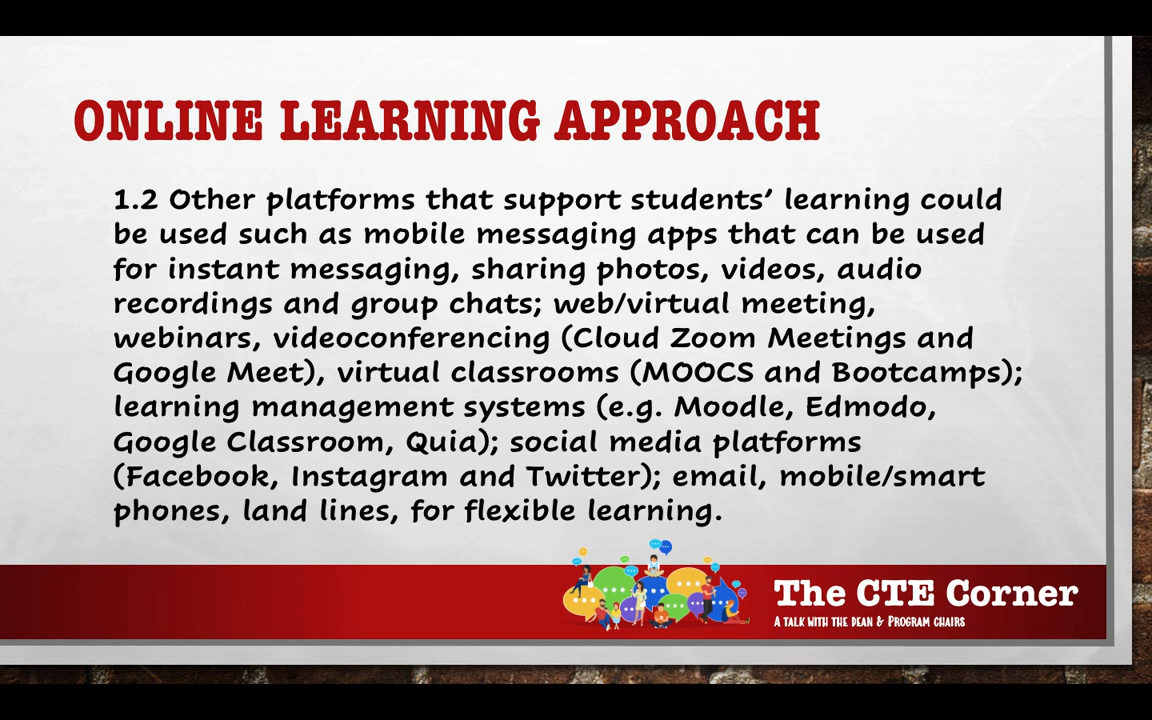 ONLINE LEARNING APPROACH
1.2 Other platforms that support students’ learning could
be used such as mobile messaging apps that can be used
for instant messaging, sharing photos, videos, audio
recordings and group chats; web/virtual meeting,
webinars, videoconferencing (Cloud Zoom Meetings and
Google Meet), virtual classrooms (MOOCS and Bootcamps);
learning management systems (e.g. Moodle, Edmodo,
Google Classroom, Quia); social media platforms
(Facebook, Instagram and Twitter); email, mobile/smart
phones, land lines, for flexible learning.
The CTE Corner
A TALK WITH THE DEAN & PROGRAM CHAIRS